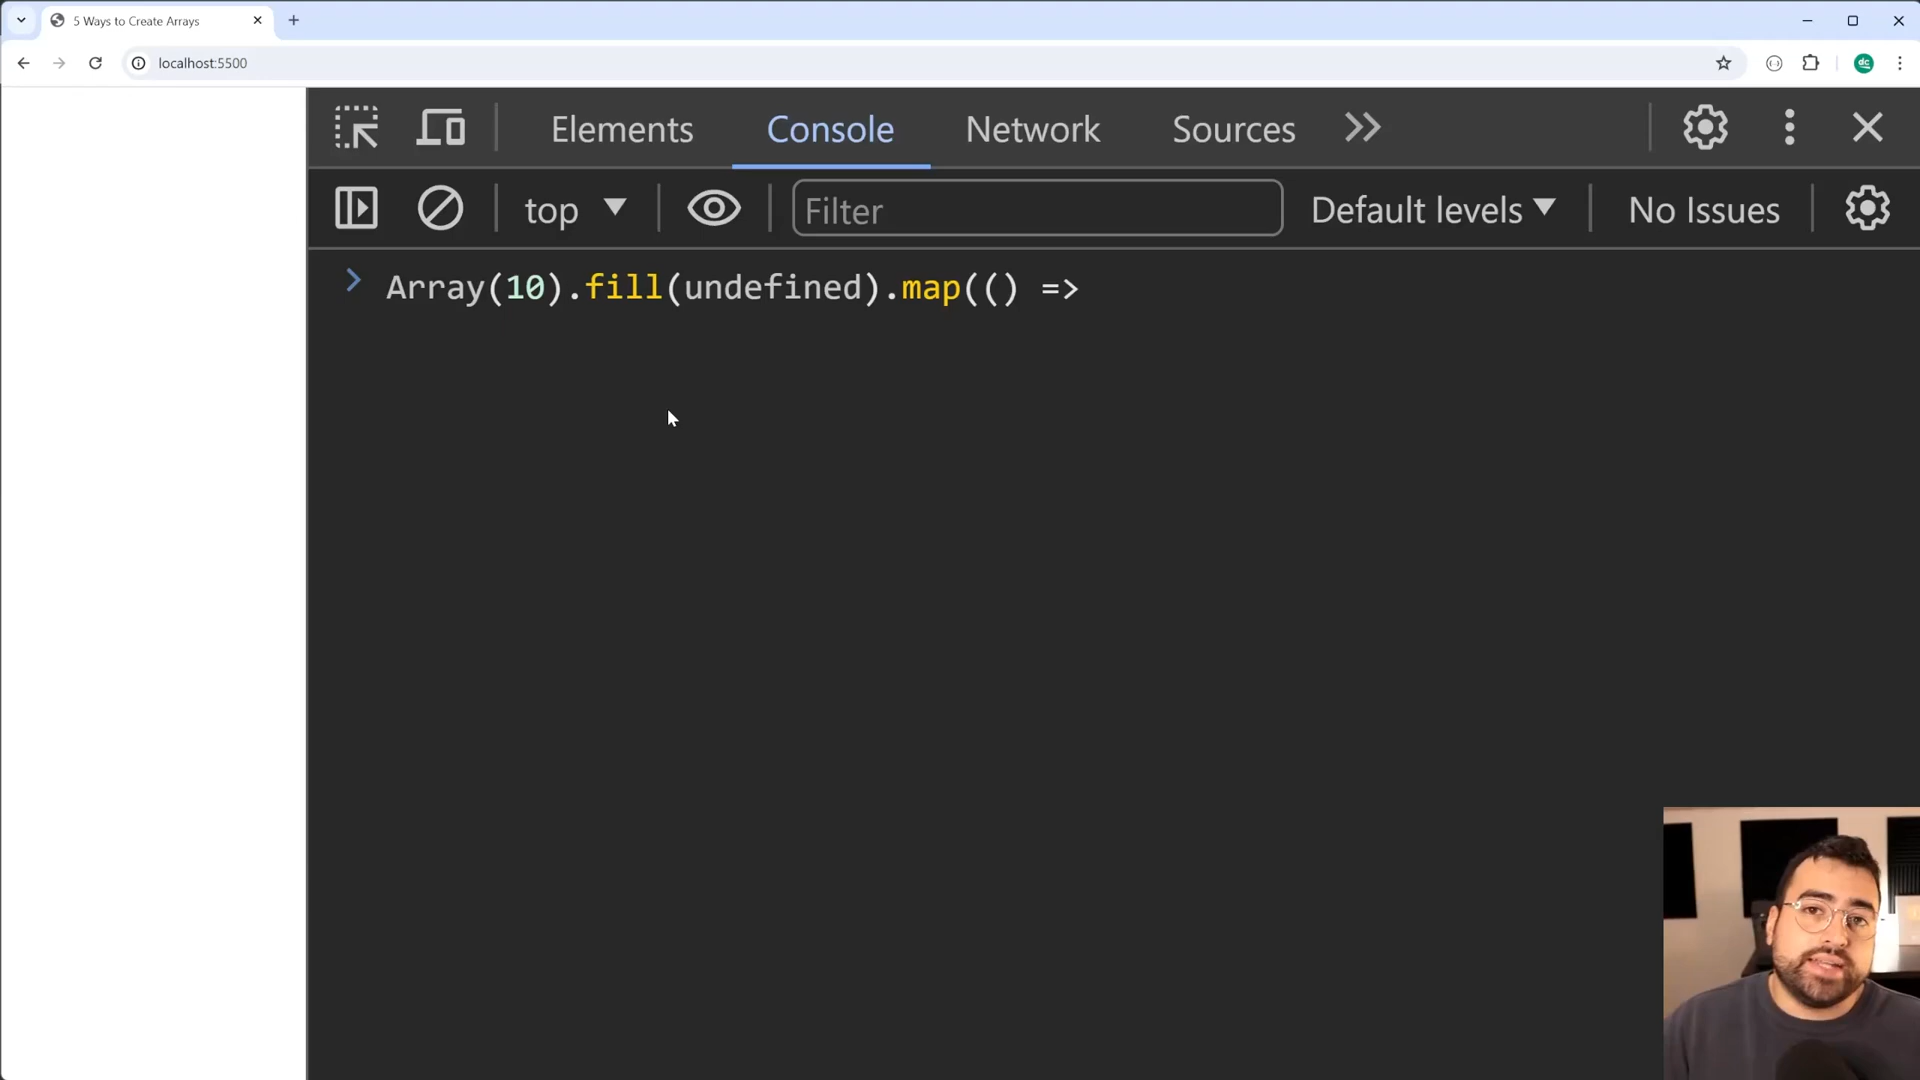 5 Ways to Create Arrays
localhost:5500
dc
Elements Console Network Sources
top Filter Default levels No Issues
> Array(10).fill(undefined).map(() =>